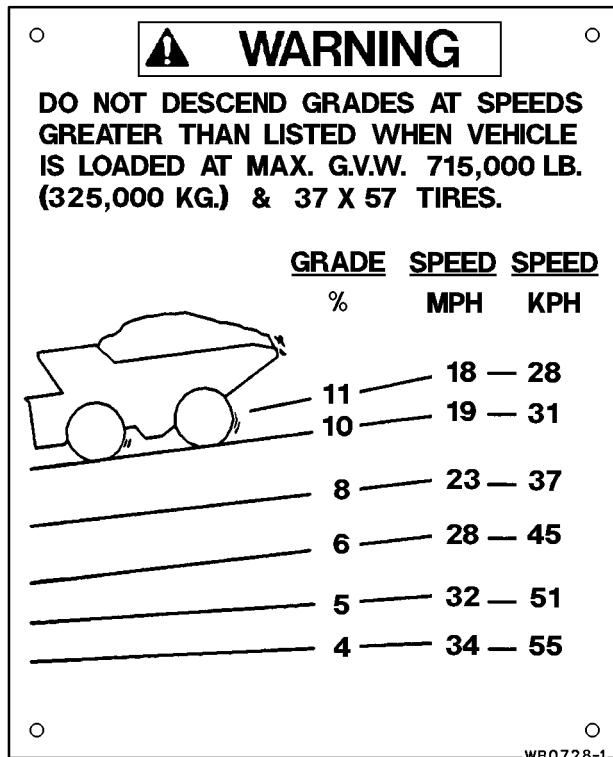 WARNING
DO NOT DESCEND GRADES AT SPEEDS
GREATER THAN LISTED WHEN VEHICLE
IS LOADED AT MAX. G.V.W. 715,000 LB.
(325,000 KG.) & 37 X 57 TIRES.
GRADE SPEED SPEED
% MPH KPH
11 — 18 — 28
10 — 19 — 31
8 — 23 — 37
6 — 28 — 45
5 — 32 — 51
4 — 34 — 55
WB0728-1